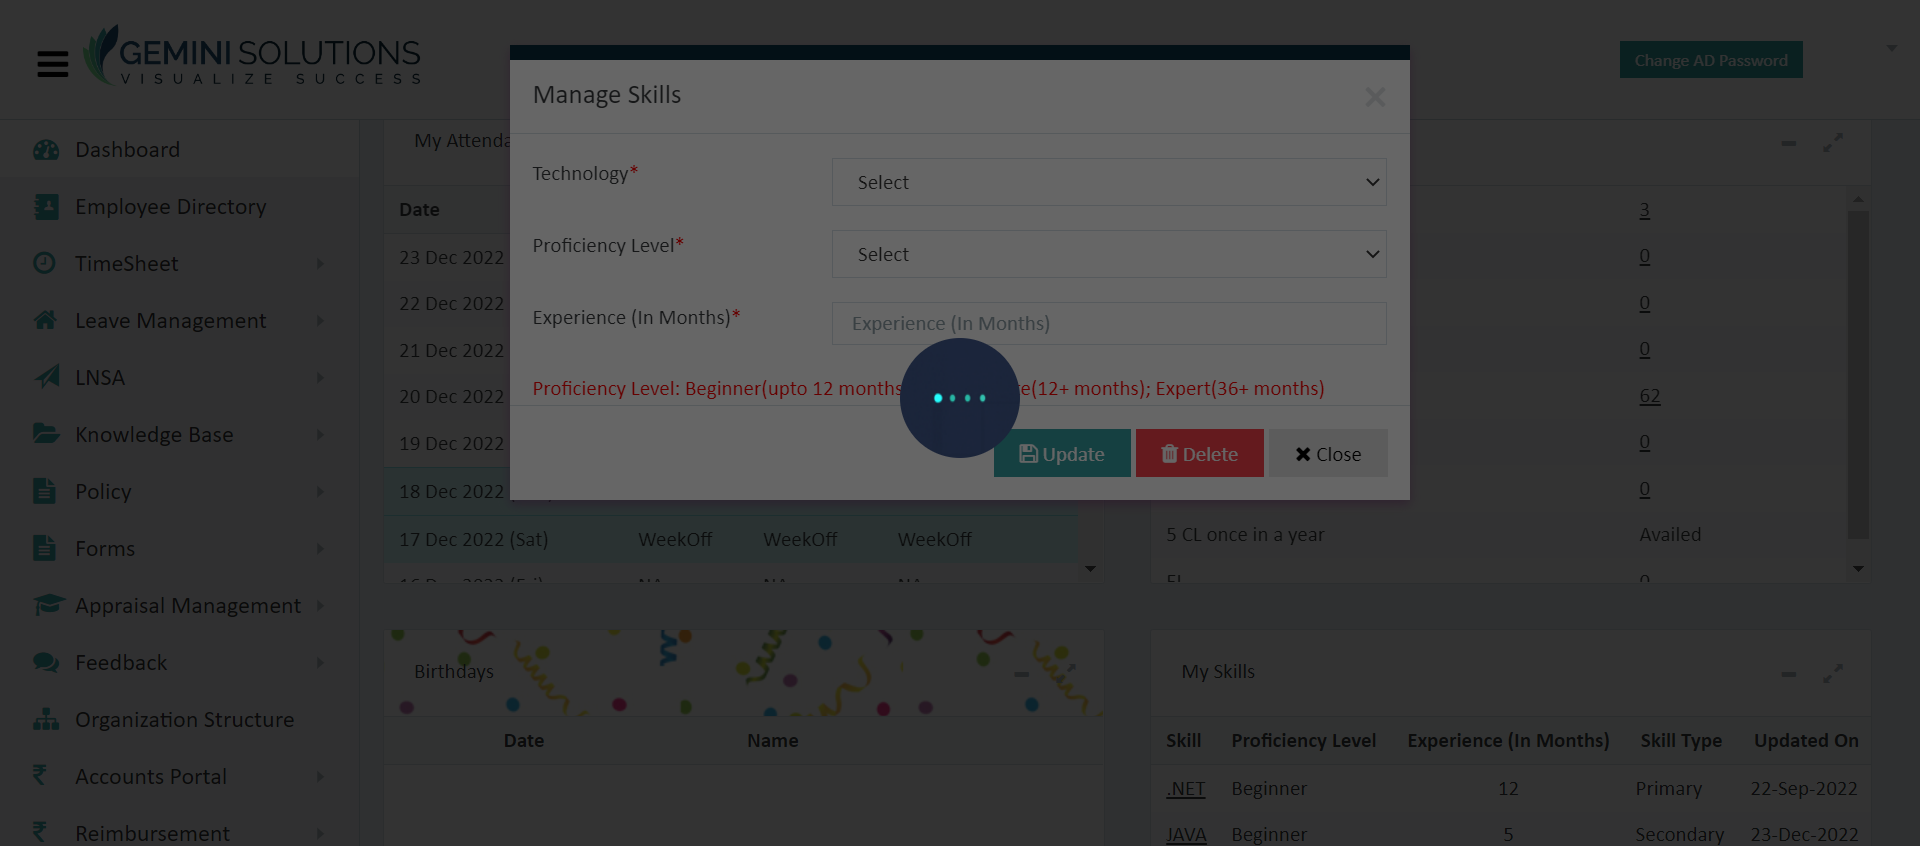 GEMINI SOLUTIONS
VISUALIZE SUCCESS
Change AD Password
Dashboard
Employee Directory
TimeSheet
Leave Management
LNSA
Knowledge Base
Policy
Forms
Appraisal Management
Feedback
Organization Structure
Accounts Portal
Reimbursement
Manage Skills
Technology*
Select
Proficiency Level*
Select
Experience (In Months)*
Experience (In Months)
Proficiency Level: Beginner(upto 12 months (12+ months); Expert(36+ months)
Update Delete Close
My
Date
23 Dec 2022
22 Dec 2022
21 Dec 2022
20 Dec 2022
19 Dec 2022
18 Dec 2022
17 Dec 2022 (Sat) WeekOff WeekOff WeekOff
3
0
0
0
62
0
0
5 CL once in a year Availed
Birthdays
Date Name
My Skills
Skill Proficiency Level Experience (In Months) Skill Type Updated On
.NET Beginner 12 Primary 22-Sep-2022
JAVA Beginner 5 Secondary 23-Dec-2022